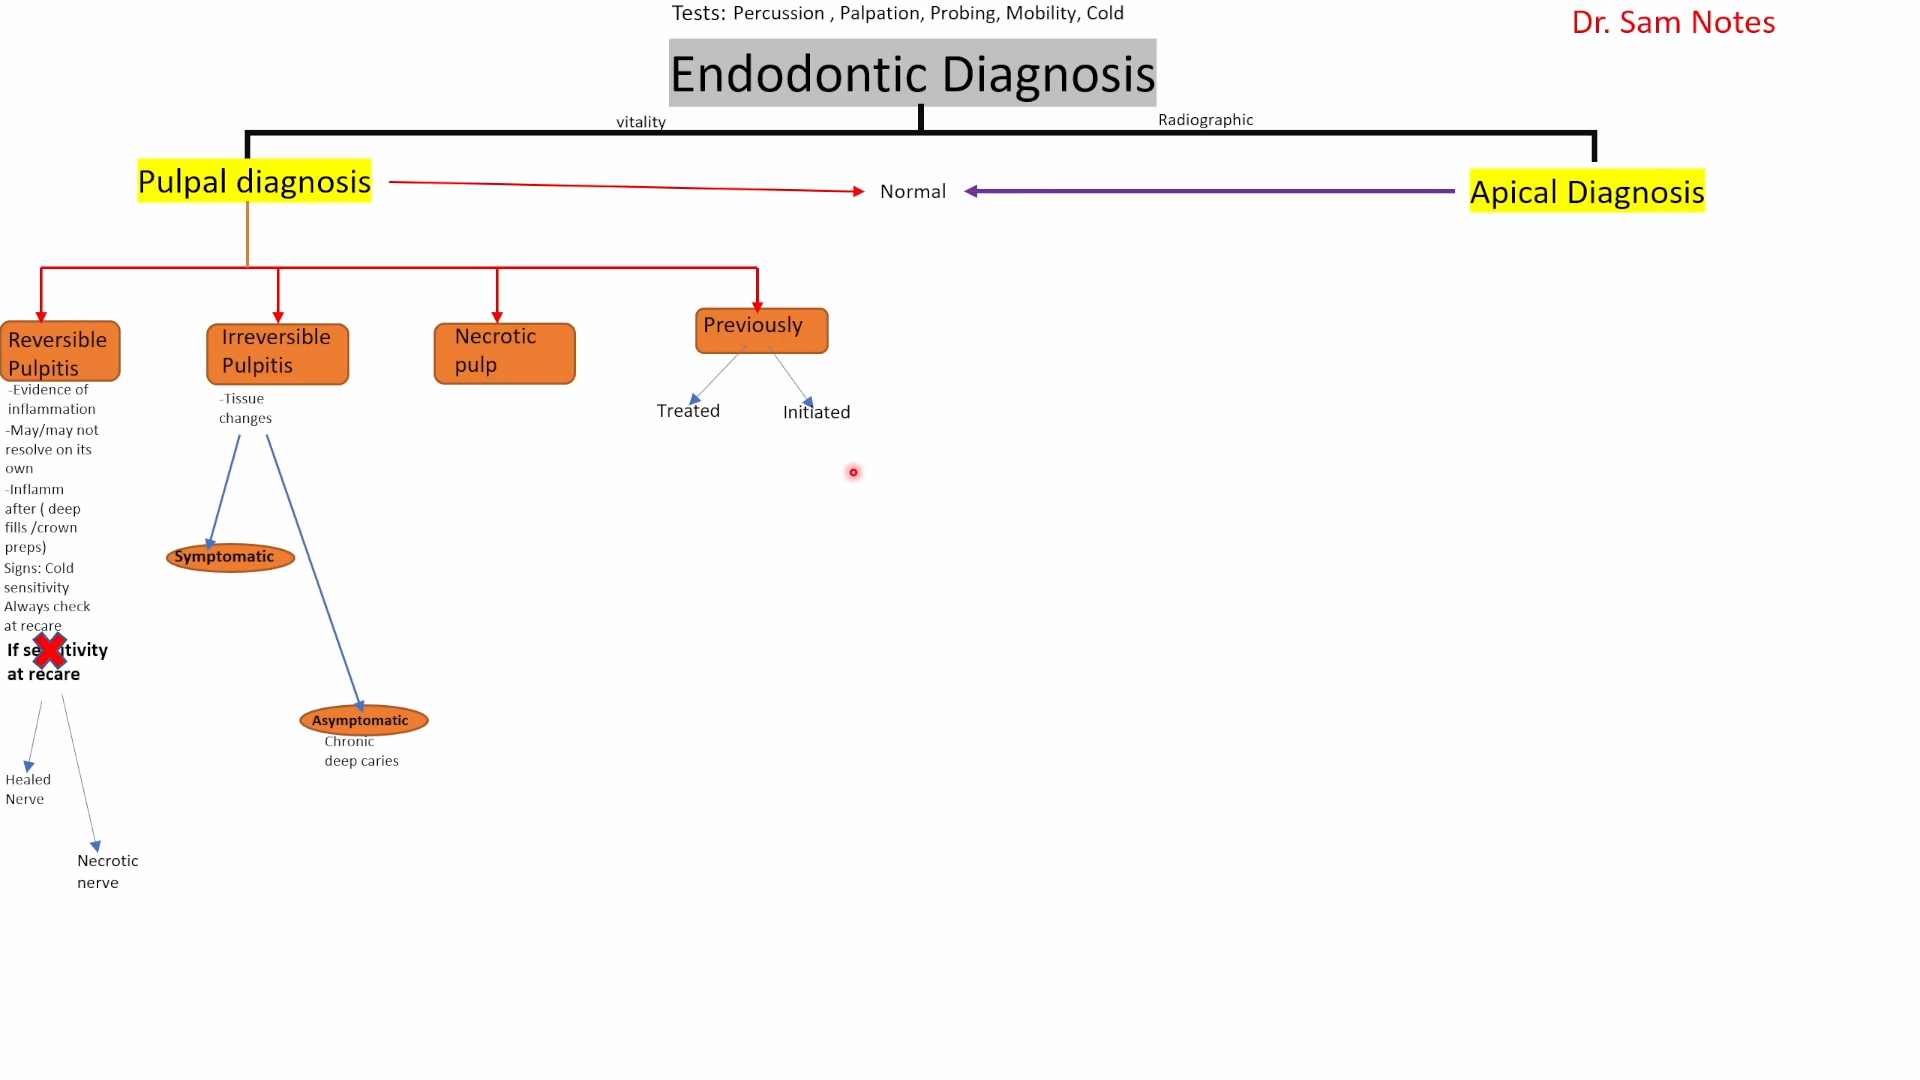 Tests: Percussion , Palpation, Probing, Mobility, Cold
Dr. Sam Notes
Endodontic Diagnosis
vitality
Radiographic
Pulpal diagnosis
Normal
Apical Diagnosis
Reversible
Pulpitis
-Evidence of
inflammation
-May/may not
resolve on its
own
-Inflamm
after ( deep
fills /crown
preps)
Signs: Cold
sensitivity
Always check
at recare
If se tivity
at recare
Healed
Nerve
Necrotic
nerve
Irreversible
Pulpitis
-Tissue
changes
Symptomatic
Asymptomatic
Chronic
deep caries
Necrotic
pulp
Previously
Treated
Initiated